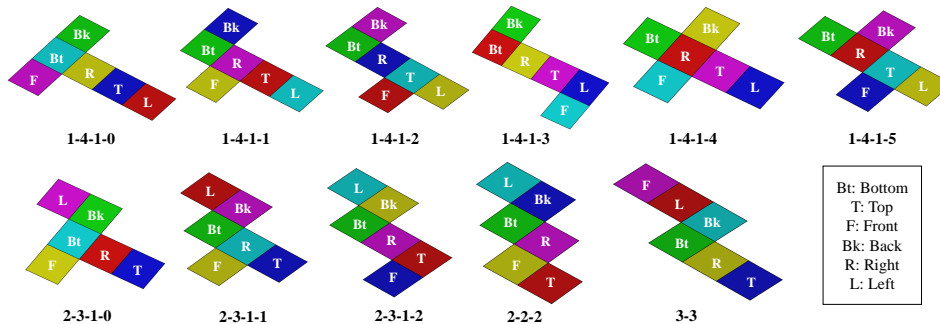 Bk
Bt
R
F
T
L
1-4-1-0
Bk
Bt
R
T
F
L
1-4-1-1
Bk
Bt
R
T
F
L
1-4-1-2
Bk
Bt
R
T
L
F
1-4-1-3
Bk
Bt
R
F
T
L
1-4-1-4
Bk
Bt
R
T
F
L
1-4-1-5
L
Bk
Bt
R
F
T
2-3-1-0
L
Bk
Bt
R
F
T
2-3-1-1
L
Bk
Bt
R
T
F
2-3-1-2
L
Bk
Bt
R
F
T
2-2-2
F
L
Bk
Bt
R
T
3-3
Bt: Bottom
T: Top
F: Front
Bk: Back
R: Right
L: Left